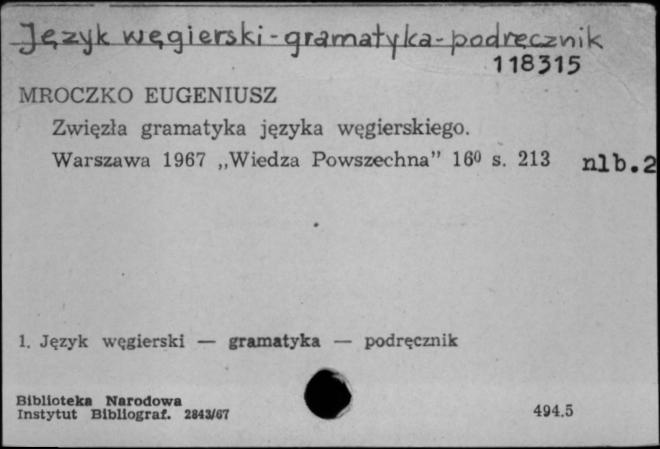 Język węgierski - gramatyka - podręcznik
118315
MROCZKO EUGENIUSZ
Zwięzła gramatyka języka węgierskiego.
Warszawa 1967 „Wiedza Powszechna” 16⁰ s. 213 nlb.2
1. Język węgierski — gramatyka — podręcznik
Biblioteka Narodowa
Instytut Bibliograf. 2843/67
494.5